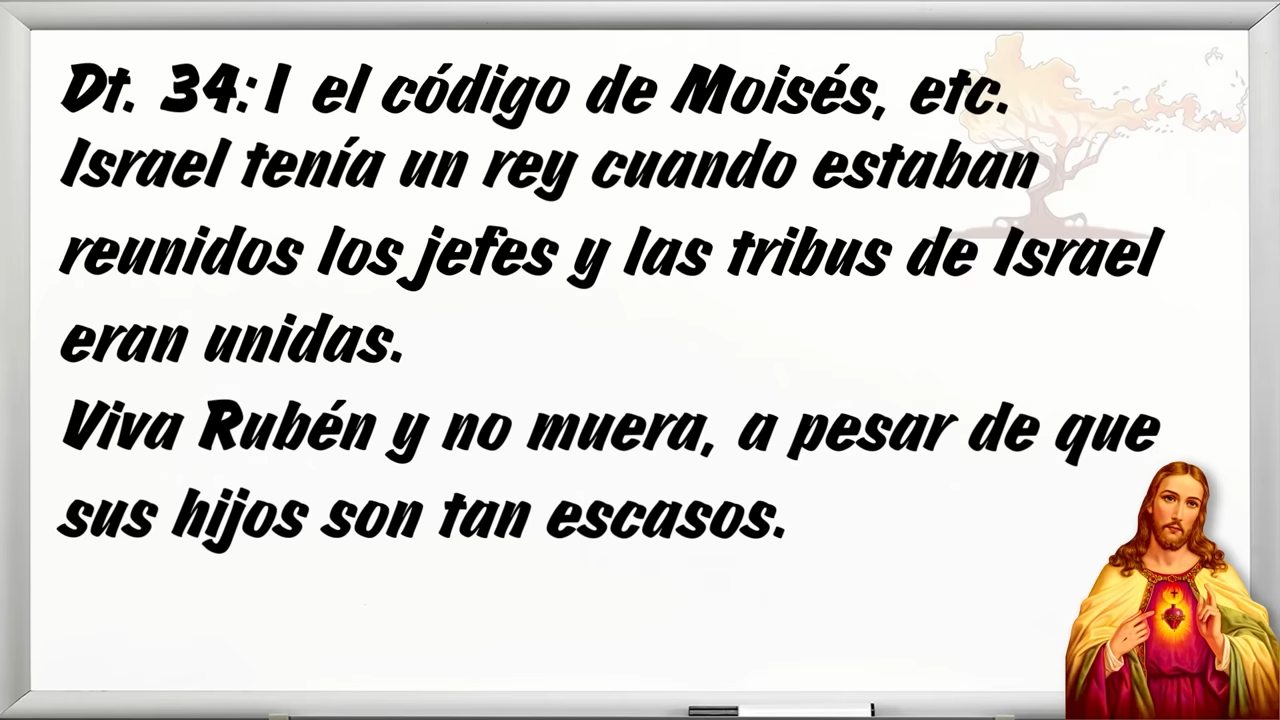 Dt. 34:1 el código de Moisés, etc.
Israel tenía un rey cuando estaban
reunidos los jefes y las tribus de Israel
eran unidas.
Viva Rubén y no muera, a pesar de que
sus hijos son tan escasos.